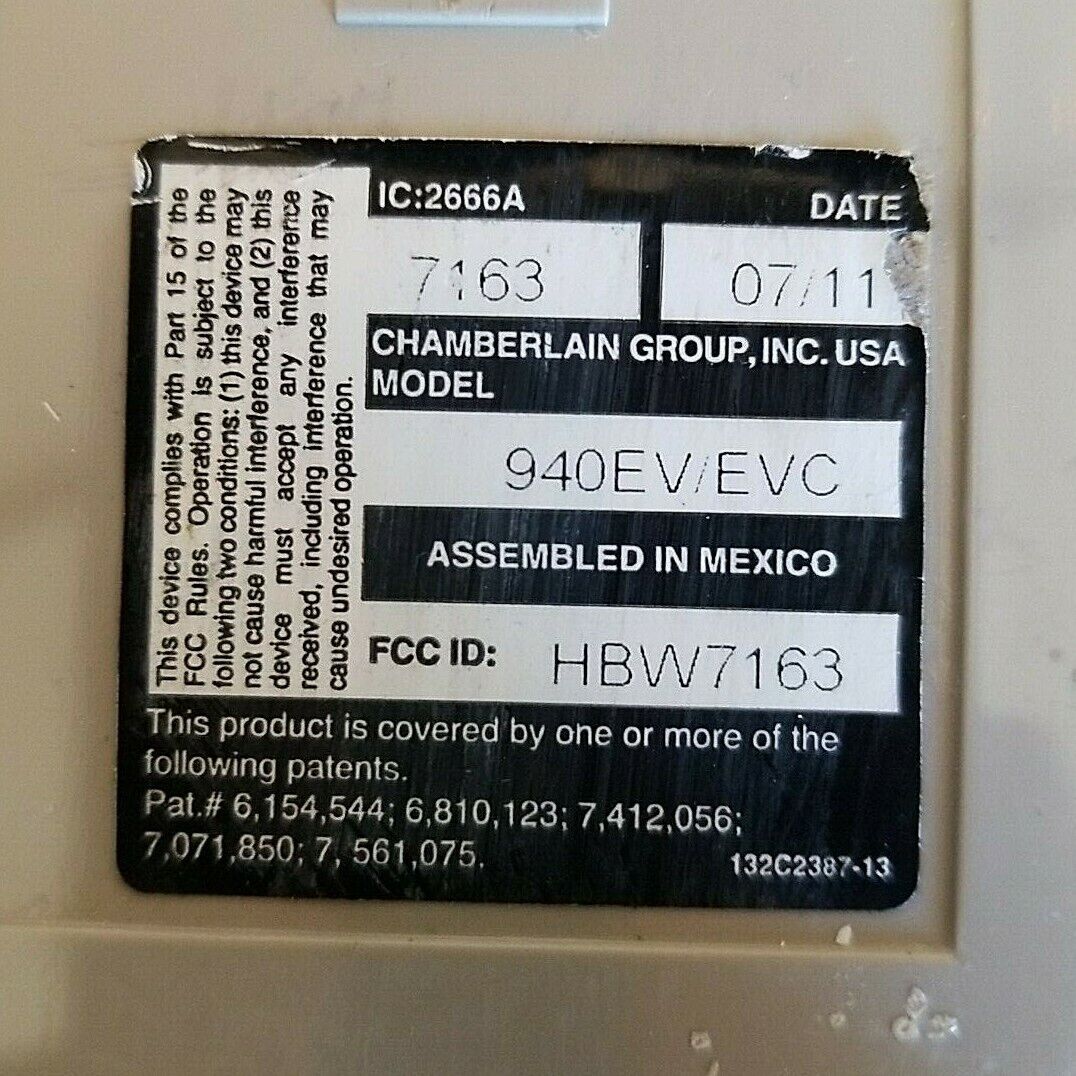 This device complies with Part 15 of the
FCC Rules. Operation is subject to the
following two conditions: (1) this device may
not cause harmful interference, and (2) this
device must accept any interference
received, including interference that may
cause undesired operation.
IC:2666A
DATE
7163
07/11
CHAMBERLAIN GROUP, INC. USA
MODEL
940EV/EVC
ASSEMBLED IN MEXICO
FCC ID: HBW7163
This product is covered by one or more of the
following patents.
Pat.# 6,154,544; 6,810,123; 7,412,056;
7,071,850; 7, 561,075.
132C2387-13